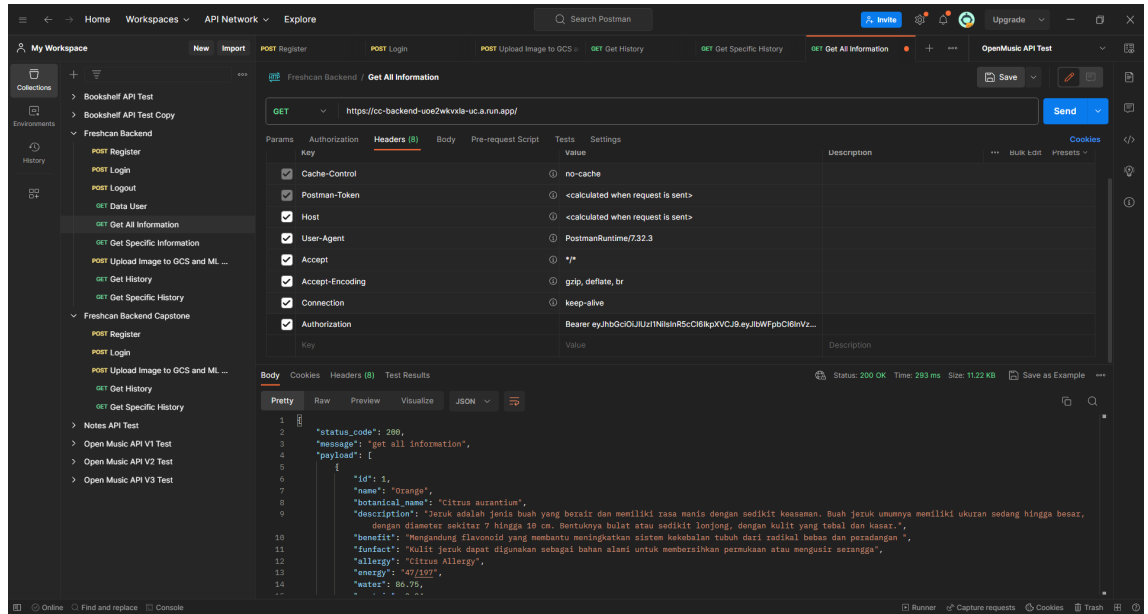 Home Workspaces API Network Explore Search Postman Invite Upgrade
My Workspace New Import POST Register POST Login POST Upload Image to GCS a GET Get History GET Get Specific History GET Get All Information OpenMusic API Test
Collections
Environments
History
Bookshelf API Test
Bookshelf API Test Copy
Freshcan Backend
POST Register
POST Login
POST Logout
GET Data User
GET Get All Information
GET Get Specific Information
POST Upload Image to GCS and ML ...
GET Get History
GET Get Specific History
Freshcan Backend Capstone
POST Register
POST Login
POST Upload Image to GCS and ML ...
GET Get History
GET Get Specific History
Notes API Test
Open Music API V1 Test
Open Music API V2 Test
Open Music API V3 Test
Freshcan Backend / Get All Information Save
GET https://cc-backend-uoe2wkvxla-uc.a.run.app/ Send
Params Authorization Headers (8) Body Pre-request Script Tests Settings Cookies
Key Value Description Bulk Edit Presets
Cache-Control no-cache
Postman-Token <calculated when request is sent>
Host <calculated when request is sent>
User-Agent PostmanRuntime/7.32.3
Accept */*
Accept-Encoding gzip, deflate, br
Connection keep-alive
Authorization Bearer eyJhbGciOiJIUzI1NiIsInR5cCI6IkpXVCJ9.eyJlbWFpbCI6InVz...
Key Value Description
Body Cookies Headers (8) Test Results Status: 200 OK Time: 293 ms Size: 11.22 KB Save as Example
Pretty Raw Preview Visualize JSON
1 {
2 "status_code": 200,
3 "message": "get all information",
4 "payload": [
5 {
6 "id": 1,
7 "name": "Orange",
8 "botanical_name": "Citrus aurantium",
9 "description": "Jeruk adalah jenis buah yang berair dan memiliki rasa manis dengan sedikit keasaman. Buah jeruk umumnya memiliki ukuran sedang hingga besar,
dengan diameter sekitar 7 hingga 10 cm. Bentuknya bulat atau sedikit lonjong, dengan kulit yang tebal dan kasar.",
10 "benefit": "Mengandung flavonoid yang membantu meningkatkan sistem kekebalan tubuh dari radikal bebas dan peradangan ",
11 "funfact": "Kulit jeruk dapat digunakan sebagai bahan alami untuk membersihkan permukaan atau mengusir serangga",
12 "allergy": "Citrus Allergy",
13 "energy": "47/197",
14 "water": 86.75,
Online Find and replace Console Runner Capture requests Cookies Trash